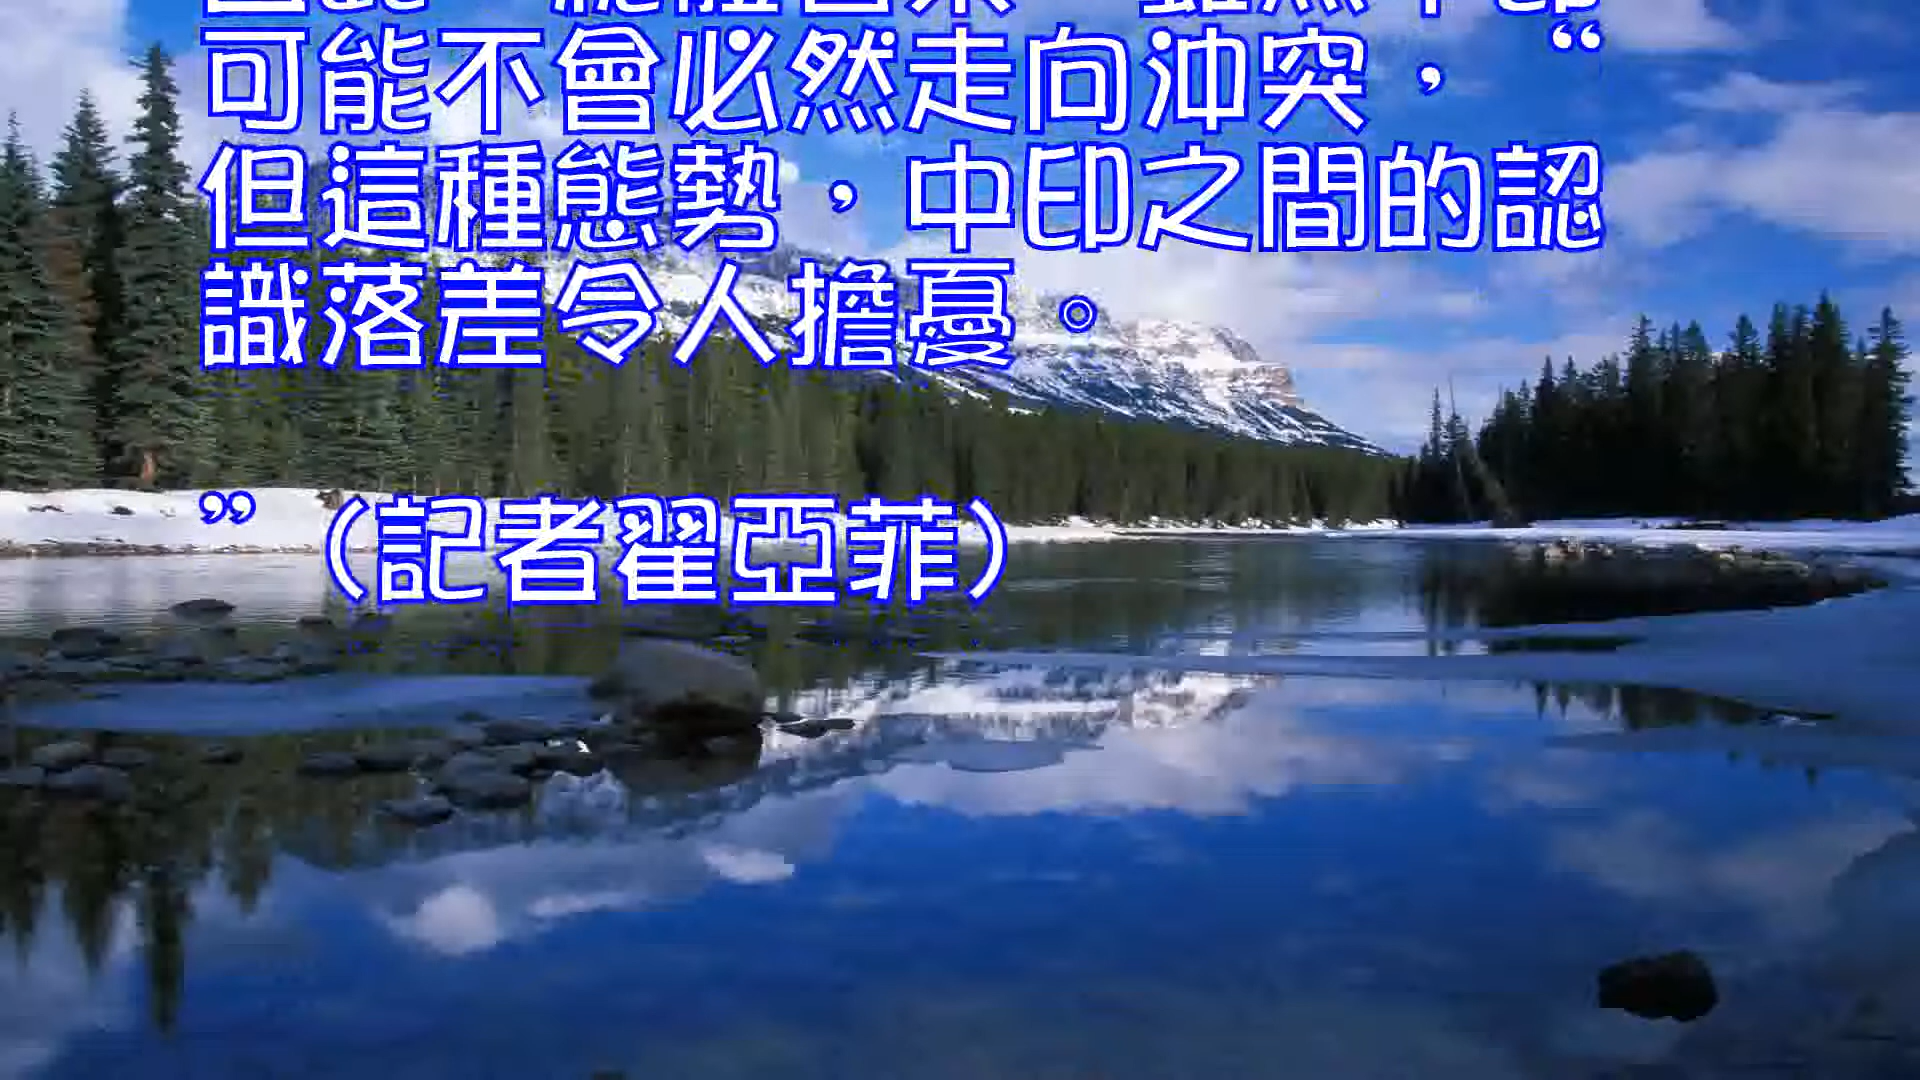 可能不會必然走向沖突，“
但這種態勢，中印之間的認
識落差令人擔憂。
”（記者翟亞菲）